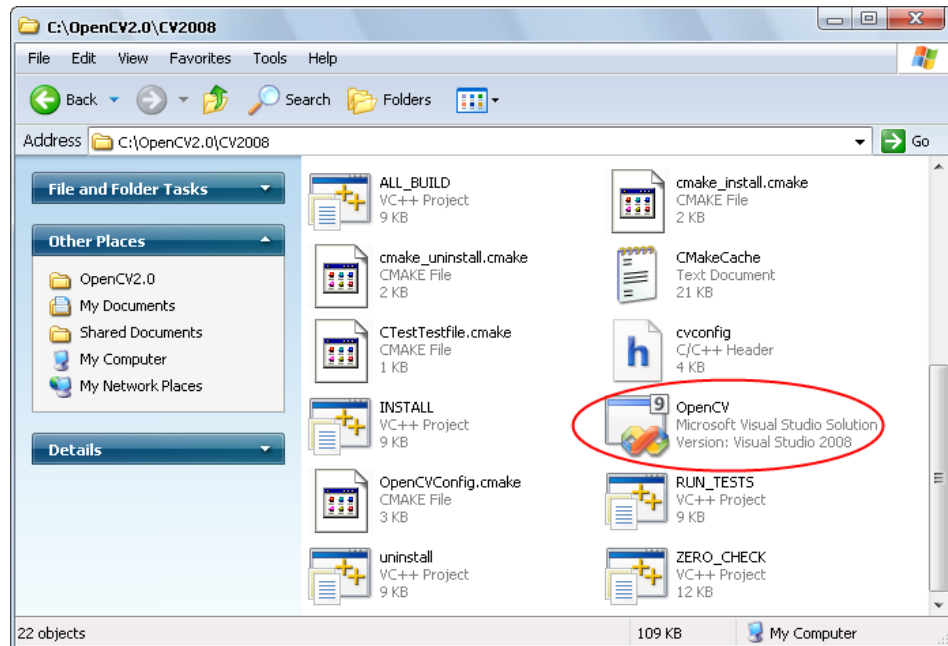 C:\OpenCV2.0\CV2008
File Edit View Favorites Tools Help
Back Search Folders
Address C:\OpenCV2.0\CV2008 Go
File and Folder Tasks
Other Places
OpenCV2.0
My Documents
Shared Documents
My Computer
My Network Places
Details
ALL_BUILD
VC++ Project
9 KB
cmake_install.cmake
CMAKE File
2 KB
cmake_uninstall.cmake
CMAKE File
2 KB
CMakeCache
Text Document
21 KB
CTestTestfile.cmake
CMAKE File
1 KB
h
cvconfig
C/C++ Header
4 KB
INSTALL
VC++ Project
9 KB
9
OpenCV
Microsoft Visual Studio Solution
Version: Visual Studio 2008
OpenCVConfig.cmake
CMAKE File
3 KB
RUN_TESTS
VC++ Project
9 KB
uninstall
VC++ Project
9 KB
ZERO_CHECK
VC++ Project
12 KB
22 objects 109 KB My Computer